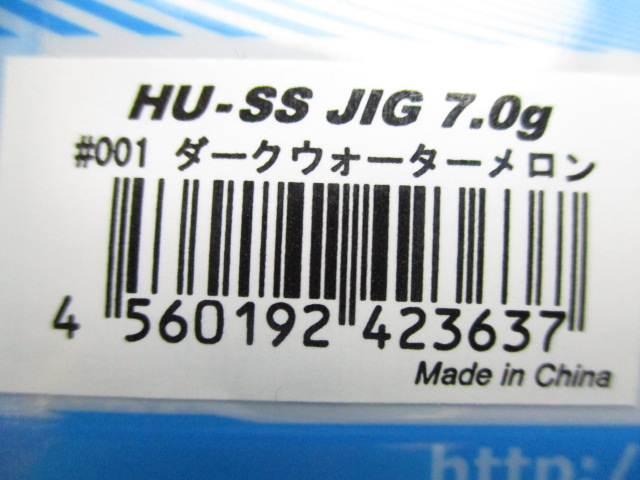 HU-SS JIG 7.0g
#001 ダークウォーターメロン
4 560192 423637
Made in China
http:/